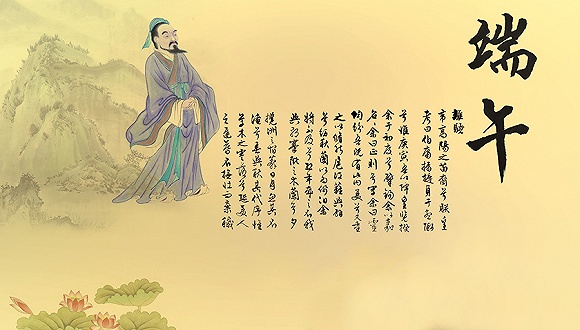 端午
離騷
帝高陽之苗裔兮朕皇
考曰伯庸攝提貞于孟陬
兮惟庚寅吾以降皇覽揆
余于初度兮肇錫余以嘉
名名余曰正則兮字余曰靈
均紛吾既有此內美兮又重
之以脩能扈江離與辟
芷兮紉秋蘭以為佩汩余
若將不及兮恐年歲之不我
與朝搴阰之木蘭兮夕
攬洲之宿莽日月忽其不
淹兮春與秋其代序惟
草木之零落兮恐美人
之遲暮不撫壯而棄穢